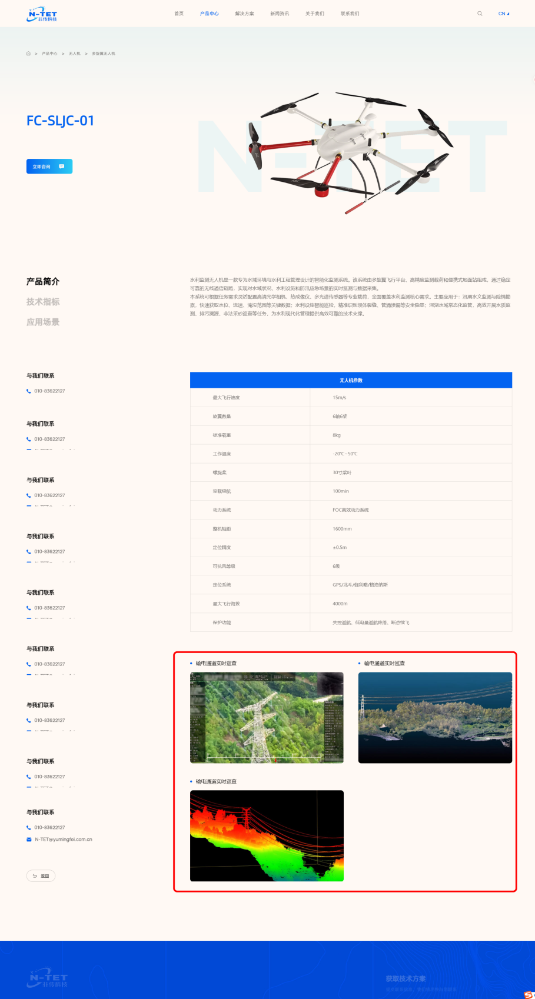 N-TET
非传科技
首页
产品中心
解决方案
新闻资讯
关于我们
联系我们
CN
> 产品中心 > 无人机 > 多旋翼无人机
FC-SLJC-01
N-TET
立即咨询
产品简介
技术指标
应用场景
水利监测无人机是一款专为水域环境与水利工程管理设计的智能化监测系统。该系统由多旋翼飞行平台、高精度监测载荷和便携式地面站组成，通过稳定
可靠的无线通信链路，实现对水域状况、水利设施和防汛应急场景的实时监测与数据采集。
本系统可根据任务需求灵活配置高清光学相机、热成像仪、多光谱传感器等专业载荷，全面覆盖水利监测核心需求。主要应用于：汛期水文监测与险情勘
察，快速获取水位、流速、淹没范围等关键数据；水利设施智能巡检，精准识别坝体裂缝、管涌渗漏等安全隐患；河湖水域常态化监管，高效开展水质监
测、排污溯源、非法采砂巡查等任务，为水利现代化管理提供高效可靠的技术支撑。
与我们联系
010-83622127
与我们联系
010-83622127
与我们联系
010-83622127
与我们联系
010-83622127
与我们联系
010-83622127
与我们联系
010-83622127
与我们联系
010-83622127
与我们联系
010-83622127
与我们联系
010-83622127
N-TET@yumingfei.com.cn
返回
无人机参数
最大飞行速度 15m/s
旋翼数量 6轴6桨
标准载重 8kg
工作温度 -20℃~50℃
螺旋桨 30寸桨叶
空载续航 100min
动力系统 FOC高效动力系统
整机轴距 1600mm
定位精度 ±0.5m
可抗风等级 6级
定位系统 GPS/北斗/伽利略/格洛纳斯
最大飞行海拔 4000m
保护功能 失控返航、低电量返航降落、断点续飞
输电通道实时巡查
输电通道实时巡查
输电通道实时巡查
N-TET
非传科技
获取技术方案